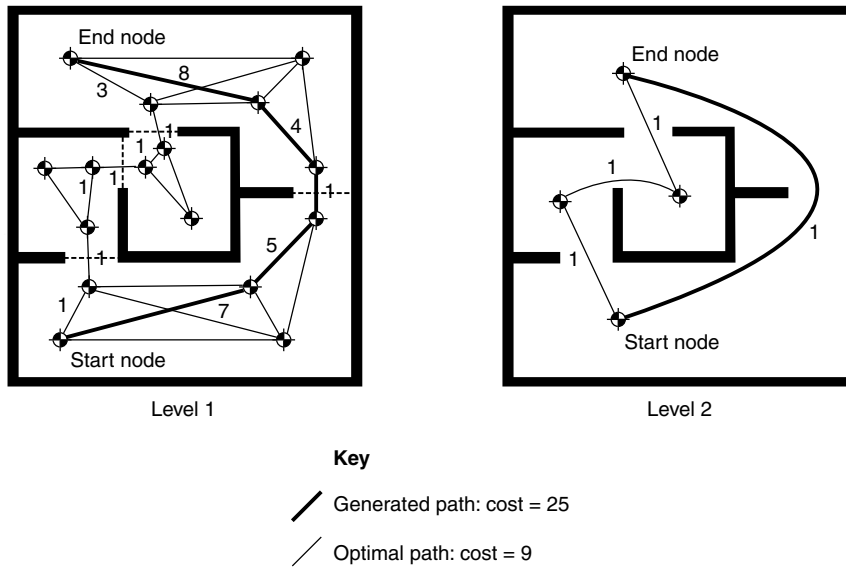 End node
8
3
4
1
1
1
1
1
1
5
1
7
Start node
Level 1
End node
1
1
1
1
Start node
Level 2
Key
Generated path: cost = 25
Optimal path: cost = 9